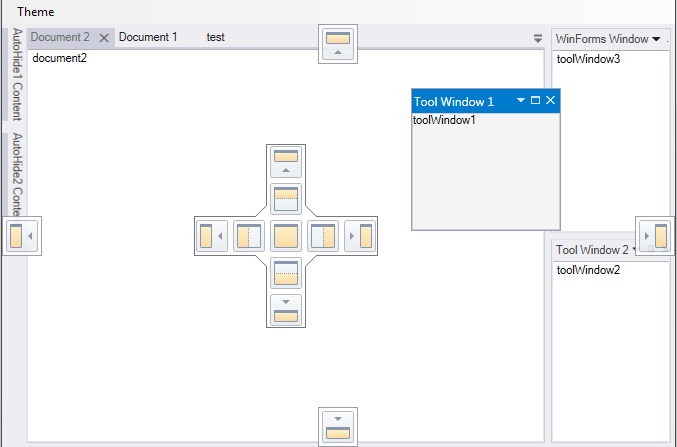 Theme
AutoHide1 Content
AutoHide2 Conte
Document 2
Document 1
test
document2
Tool Window 1
toolWindow1
WinForms Window
toolWindow3
Tool Window 2
toolWindow2